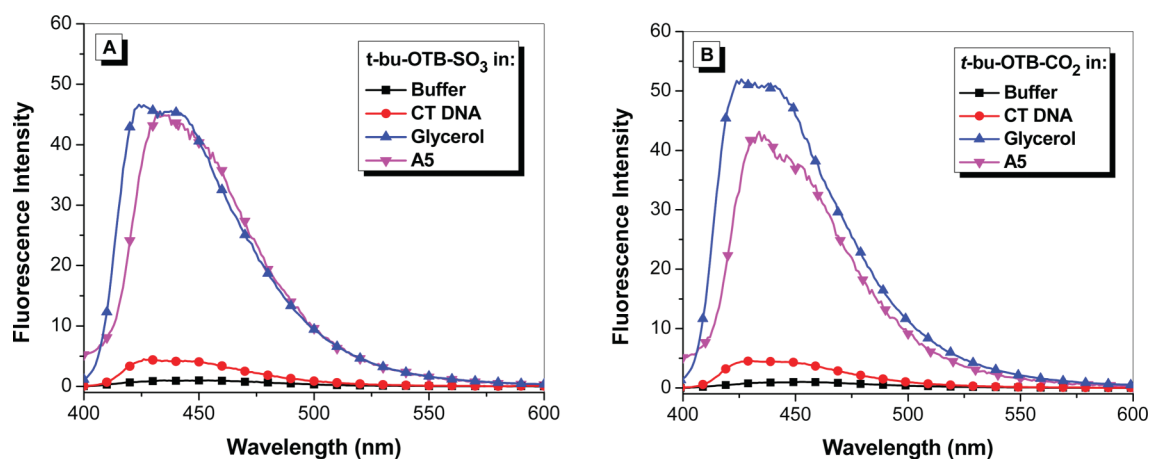 A
t-bu-OTB-SO3 in:
Buffer
CT DNA
Glycerol
A5
60
50
40
30
20
10
0
Fluorescence Intensity
400 450 500 550 600
Wavelength (nm)
B
t-bu-OTB-CO2 in:
Buffer
CT DNA
Glycerol
A5
60
50
40
30
20
10
0
Fluorescence Intensity
400 450 500 550 600
Wavelength (nm)